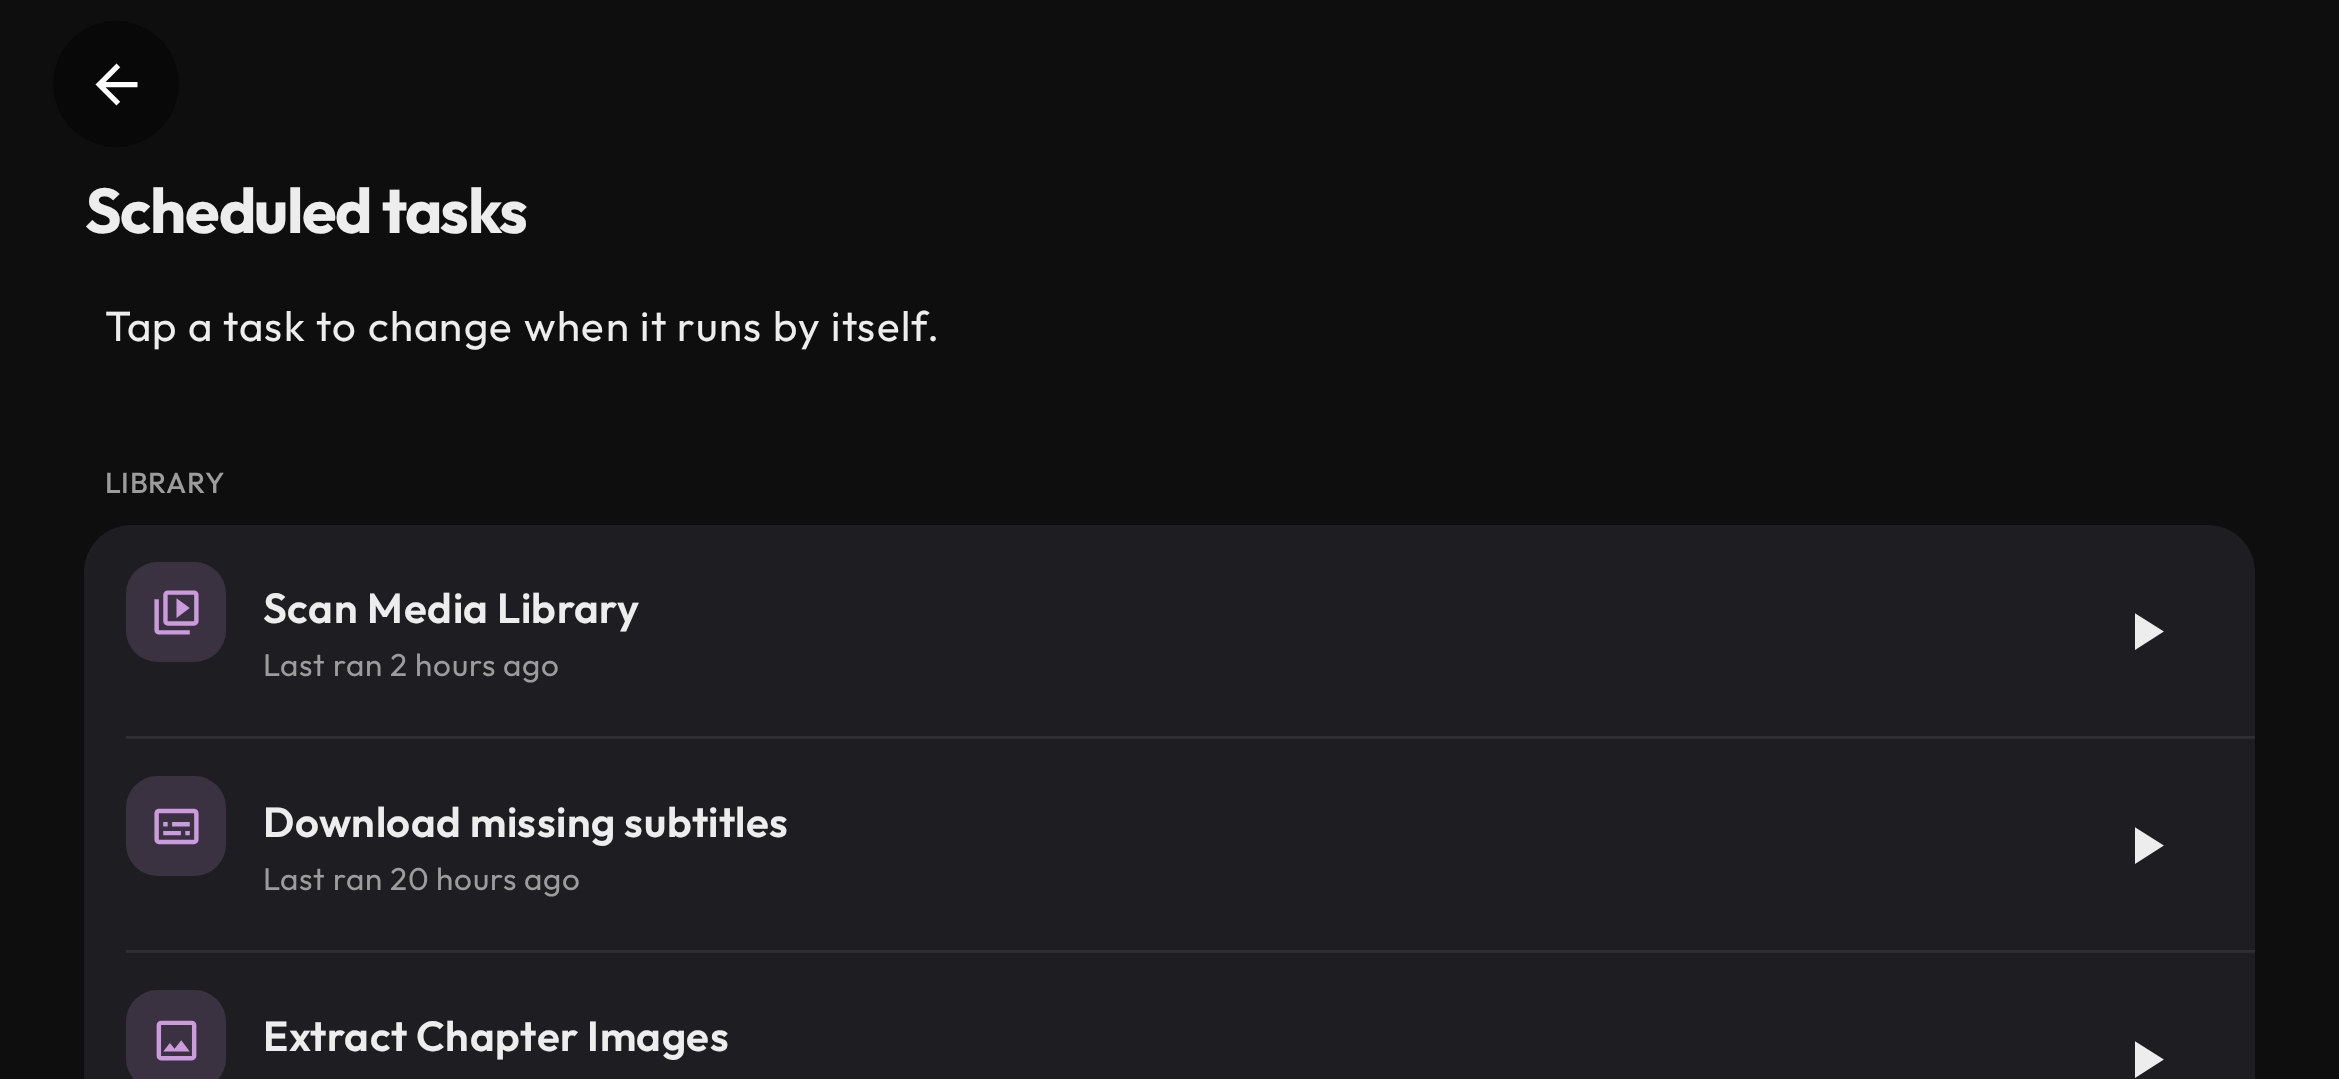 Scheduled tasks
Tap a task to change when it runs by itself.
LIBRARY
Scan Media Library
Last ran 2 hours ago
Download missing subtitles
Last ran 20 hours ago
Extract Chapter Images